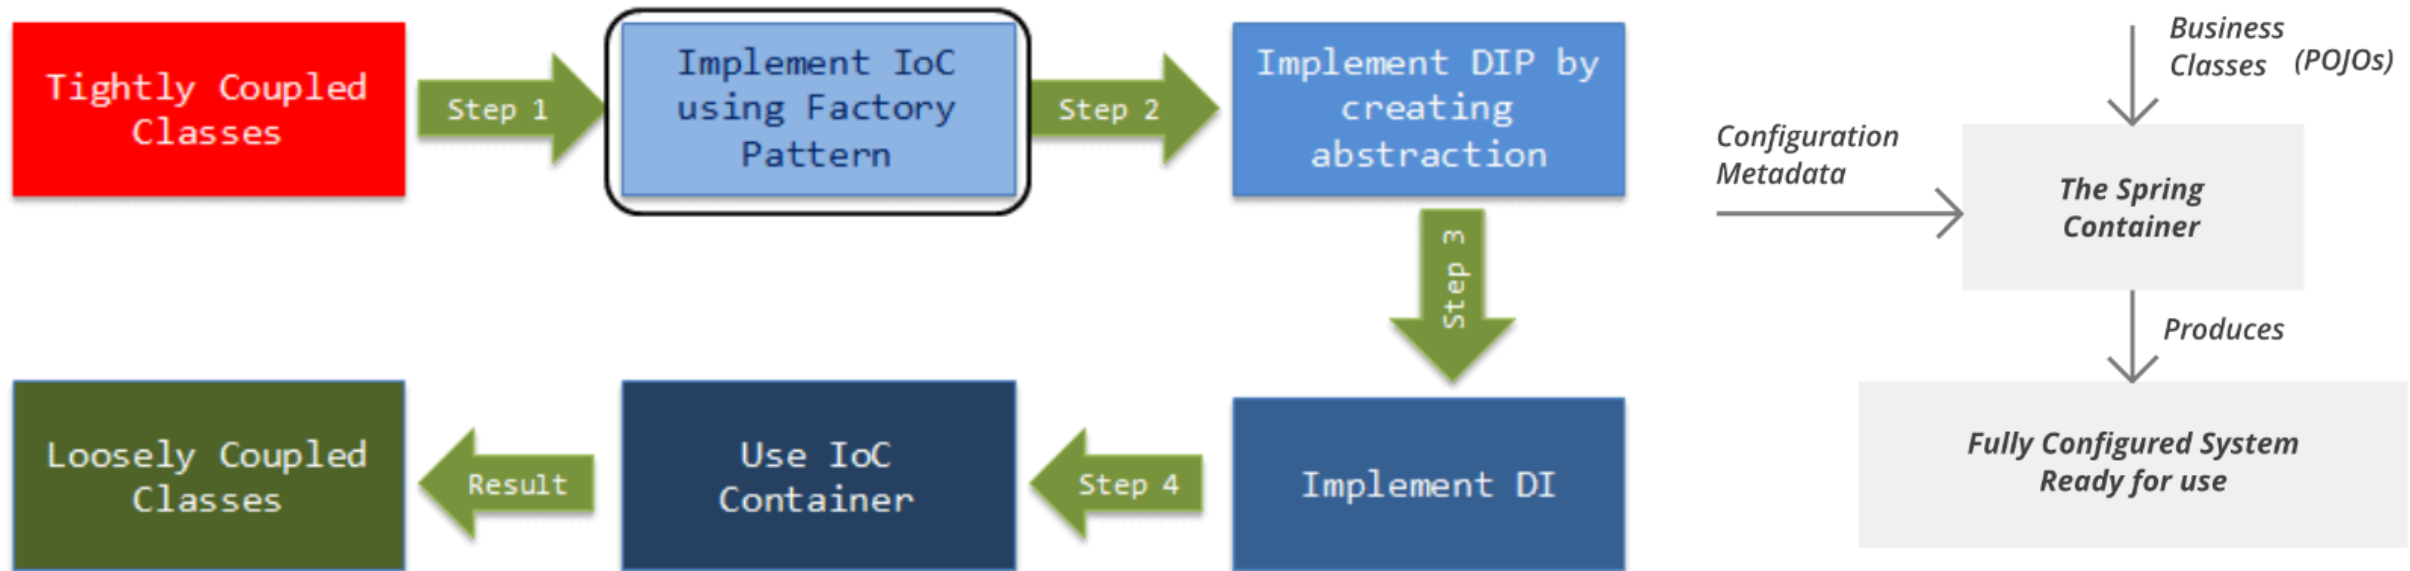 Tightly Coupled
Classes
Step 1
Implement IoC
using Factory
Pattern
Step 2
Implement DIP by
creating
abstraction
Step 3
Implement DI
Step 4
Use IoC
Container
Result
Loosely Coupled
Classes
Business
Classes (POJOs)
Configuration
Metadata
The Spring
Container
Produces
Fully Configured System
Ready for use